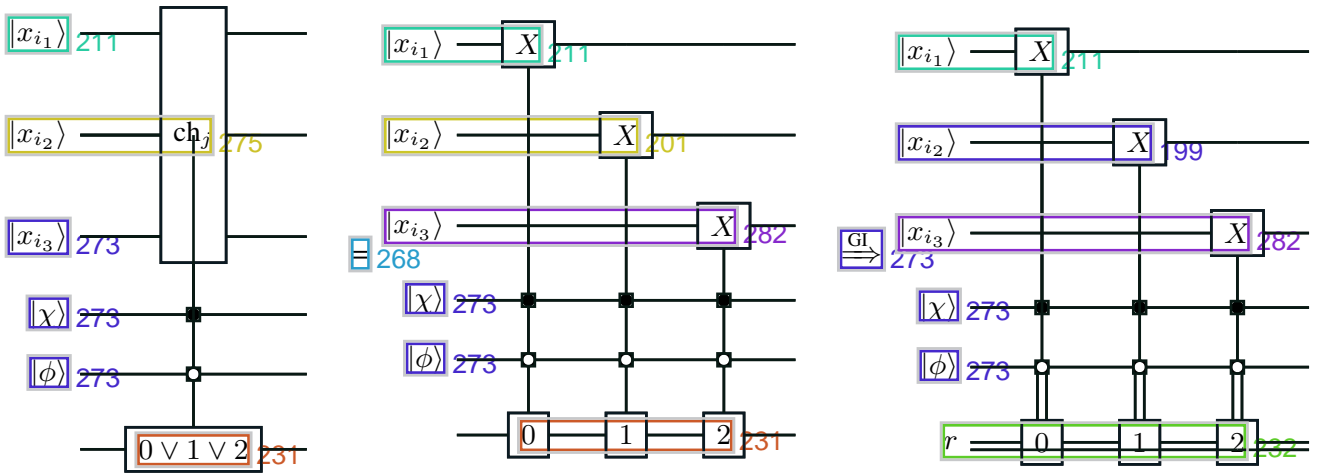 |x_{i_1}⟩ 211
|x_{i_2}⟩ ch_j 275
|x_{i_3}⟩ 273
|χ⟩ 273
|ϕ⟩ 273
0 ∨ 1 ∨ 2 231
= 268
|x_{i_1}⟩ X 211
|x_{i_2}⟩ X 201
|x_{i_3}⟩ X 282
|χ⟩ 273
|ϕ⟩ 273
0 1 2 231
GI
⟹ 273
|x_{i_1}⟩ X 211
|x_{i_2}⟩ X 199
|x_{i_3}⟩ X 282
|χ⟩ 273
|ϕ⟩ 273
r 0 1 2 232